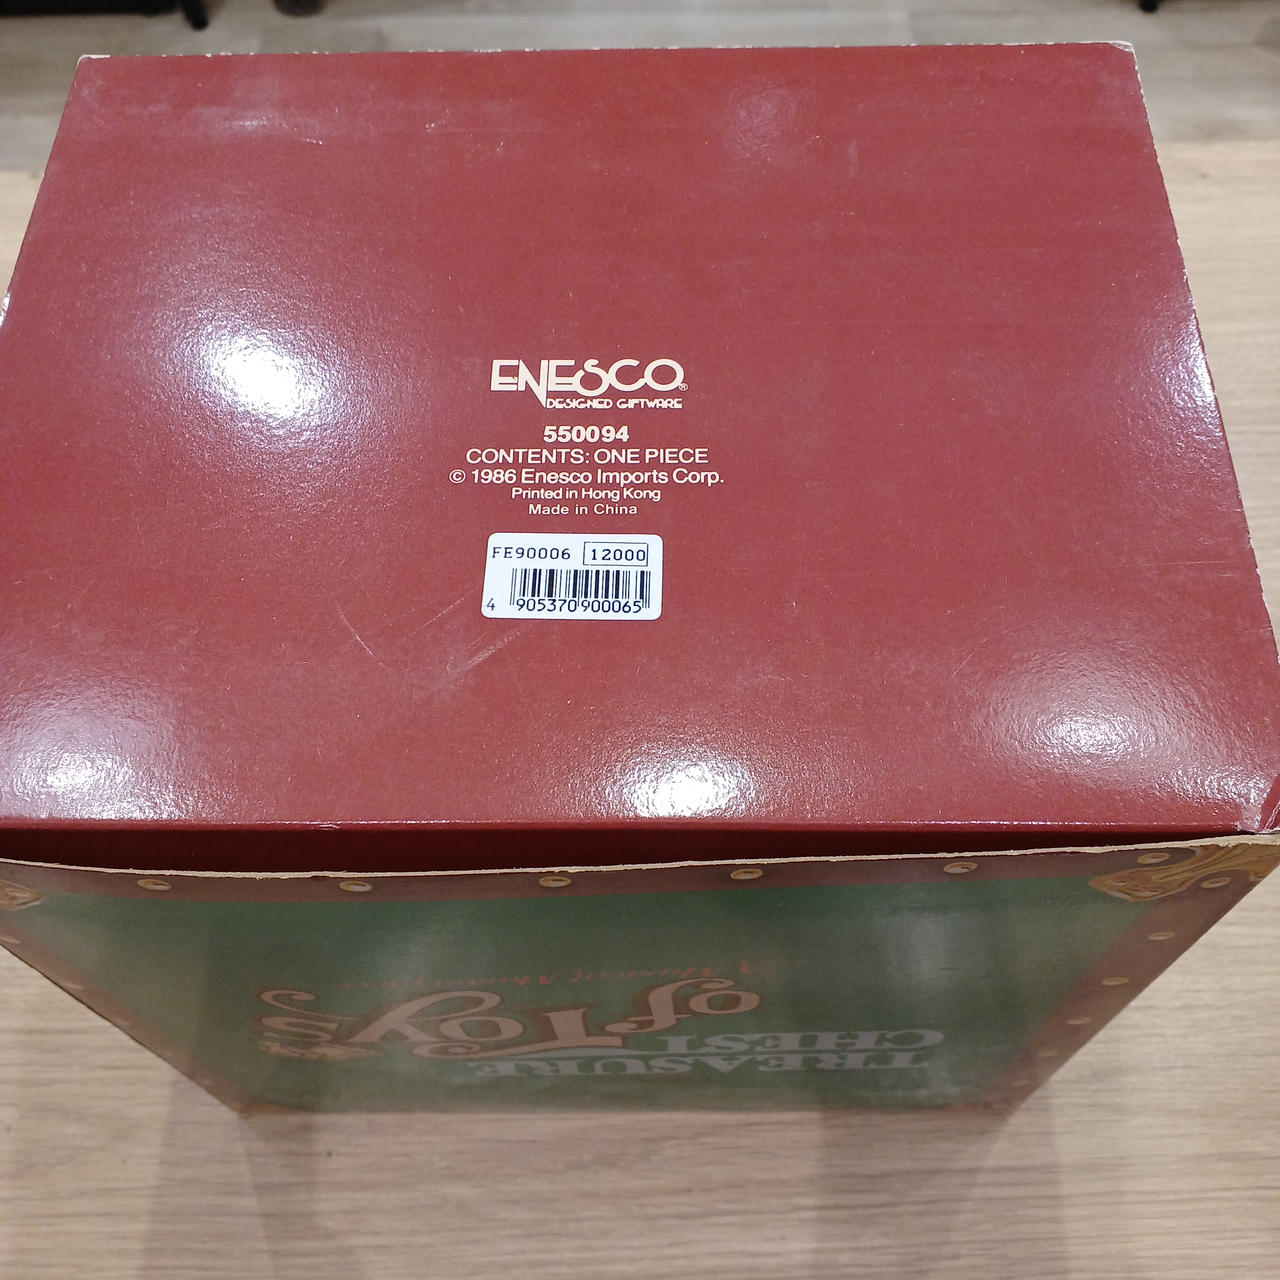 ENESCO®
DESIGNED GIFTWARE
550094
CONTENTS: ONE PIECE
© 1986 Enesco Imports Corp.
Printed in Hong Kong
Made in China
FE90006 12000
4 905370 900065
TREASURE
CHEST
OF TOYS
A Musical